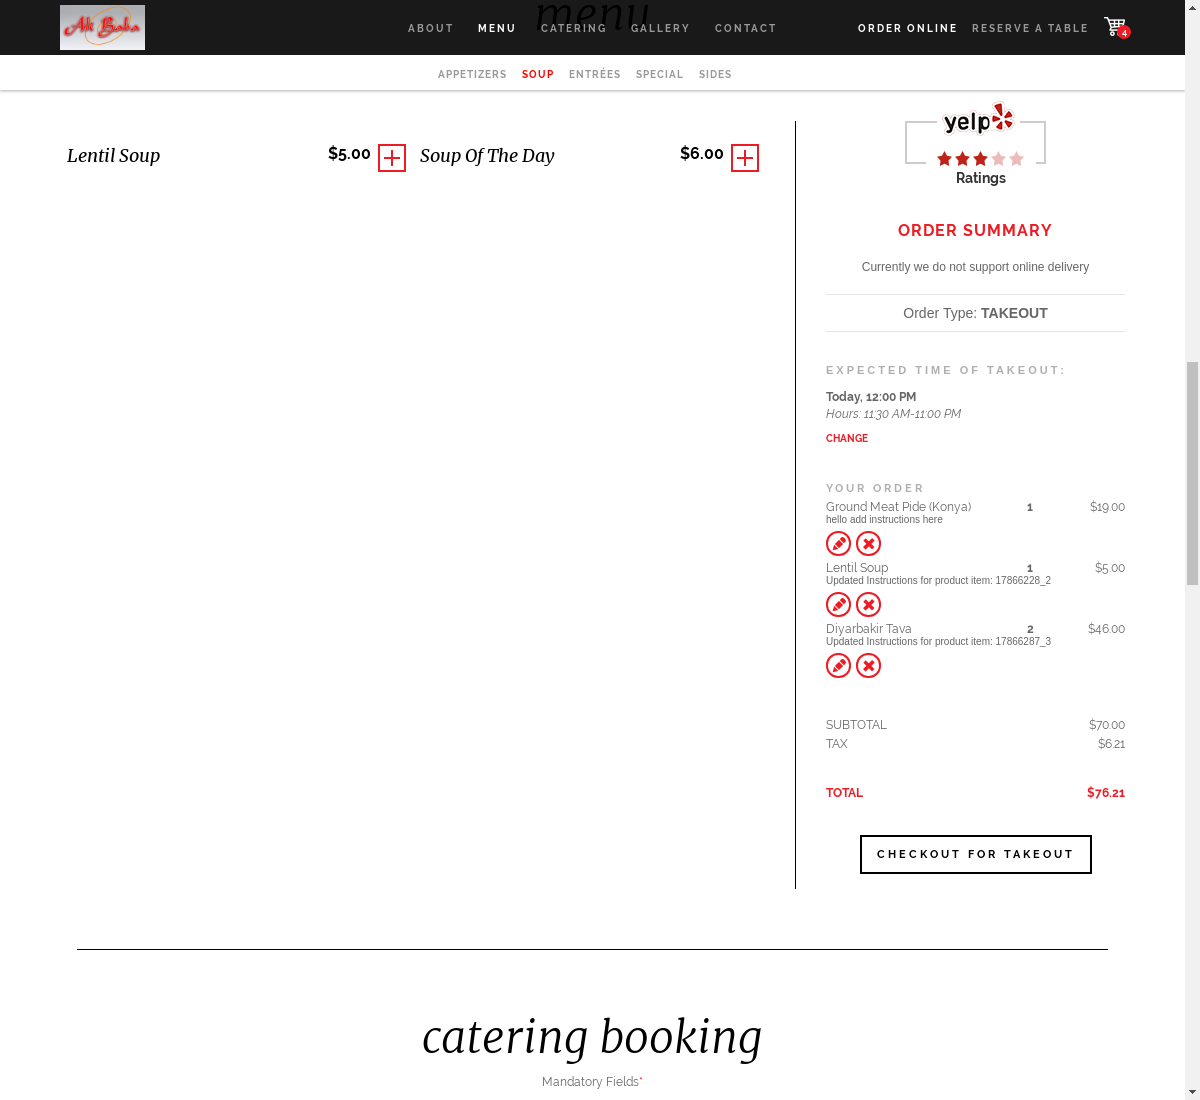 menu
Ali Baba
ABOUT MENU CATERING GALLERY CONTACT ORDER ONLINE RESERVE A TABLE 4
APPETIZERS SOUP ENTRÉES SPECIAL SIDES
Lentil Soup $5.00 Soup Of The Day $6.00
yelp
Ratings
ORDER SUMMARY
Currently we do not support online delivery
Order Type: TAKEOUT
EXPECTED TIME OF TAKEOUT:
Today, 12:00 PM
Hours: 11:30 AM-11:00 PM
CHANGE
YOUR ORDER
Ground Meat Pide (Konya) 1 $19.00
hello add instructions here
Lentil Soup 1 $5.00
Updated Instructions for product item: 17866228_2
Diyarbakir Tava 2 $46.00
Updated Instructions for product item: 17866287_3
SUBTOTAL $70.00
TAX $6.21
TOTAL $76.21
CHECKOUT FOR TAKEOUT
catering booking
Mandatory Fields*